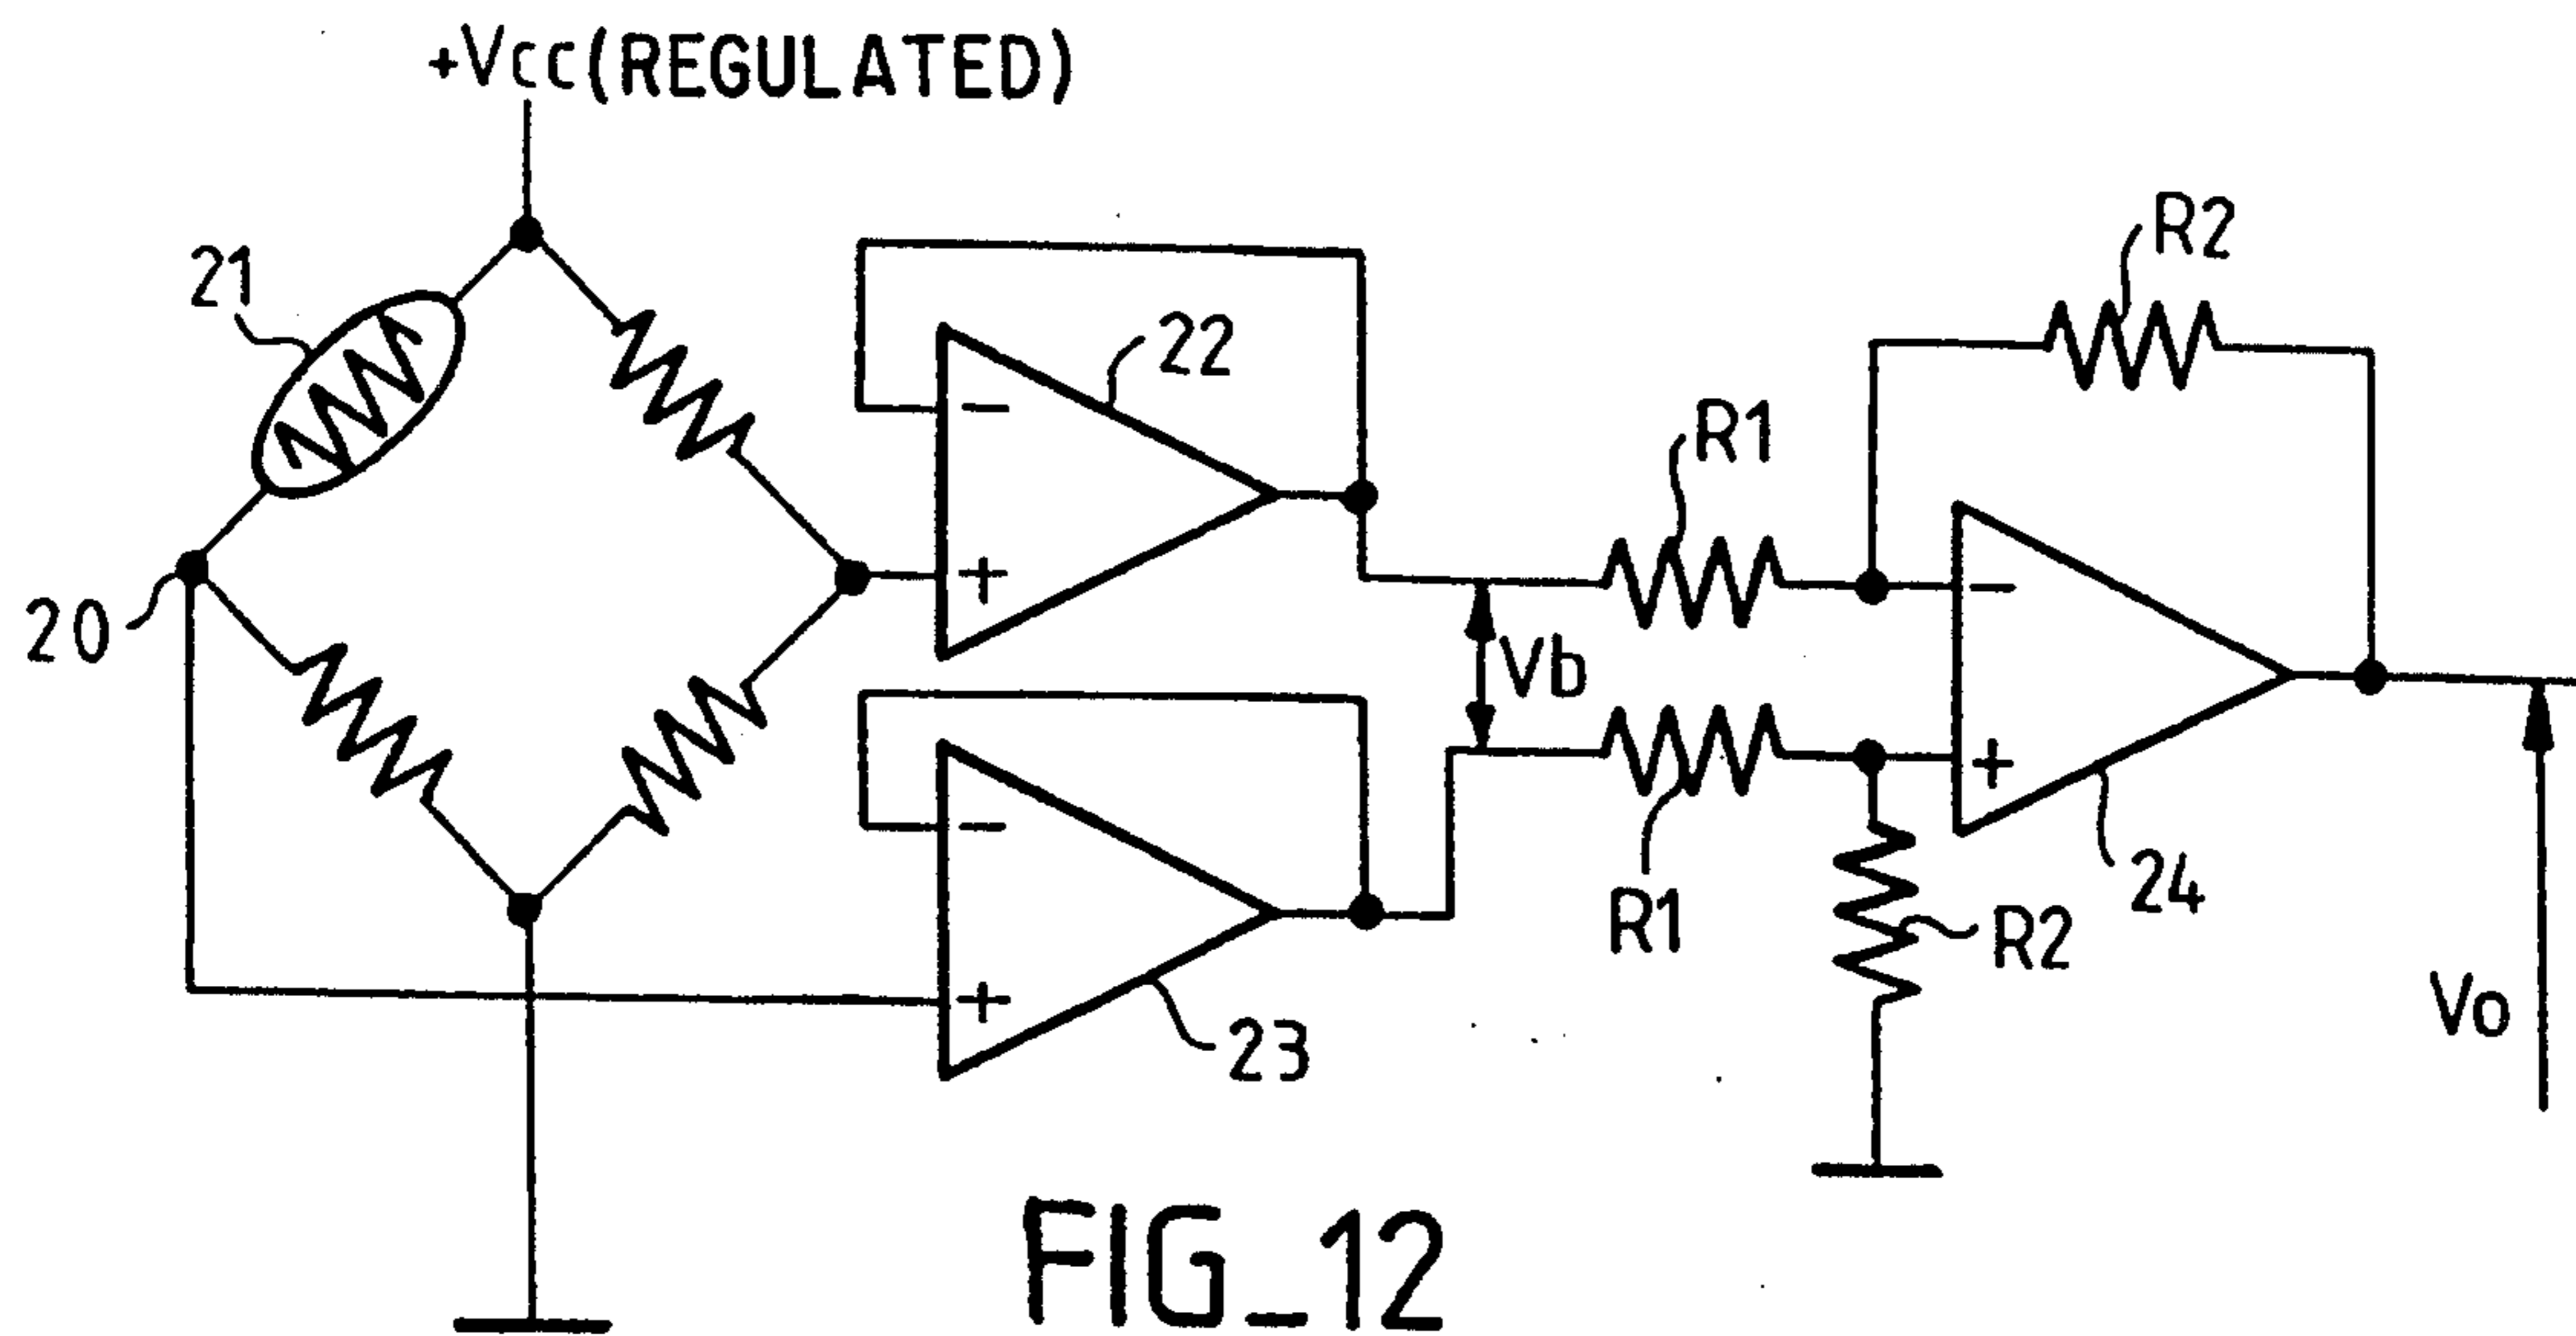 +Vcc(REGULATED)
21
R2
22
R1
-
-
+
20
Vb
-
+
R1
24
R2
+
23
Vo
FIG_12